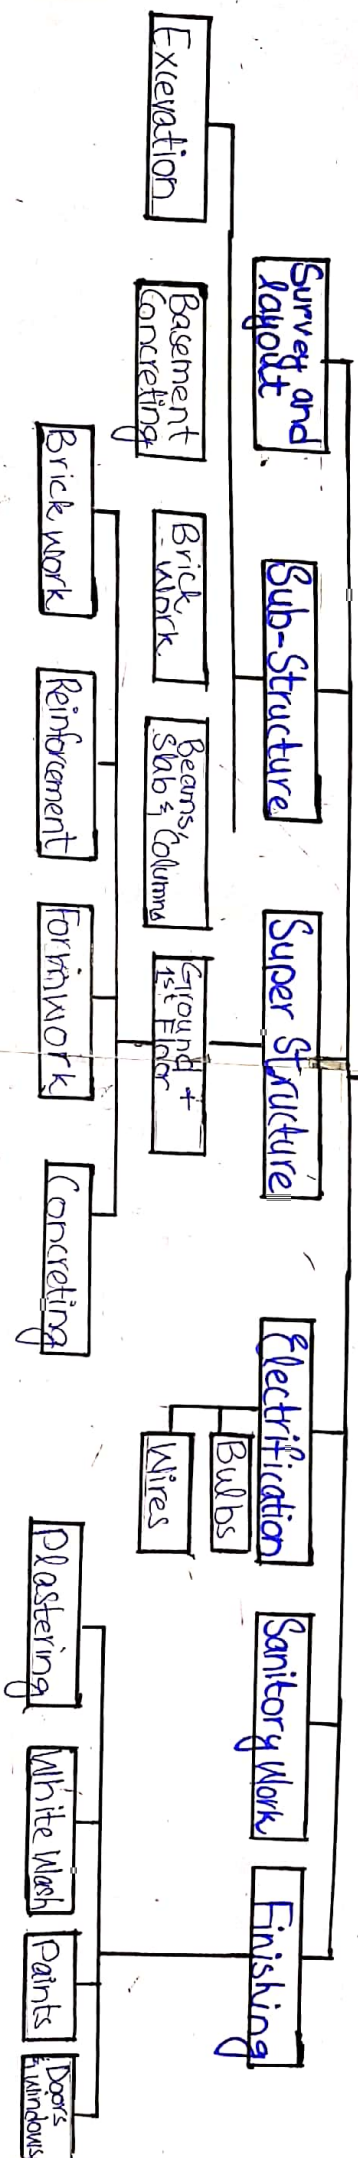 Survey and
layout
Sub-Structure
Super Structure
Electrification
Sanitory Work
Finishing
Excevation
Basement
Concreting
Brick
Work
Beams,
Slab &, Columns
Ground +
1st Floor
Bulbs
Wires
Brick work
Reinforcement
Formwork
Concreting
Plastering
White Wash
Paints
Doors
& Windows